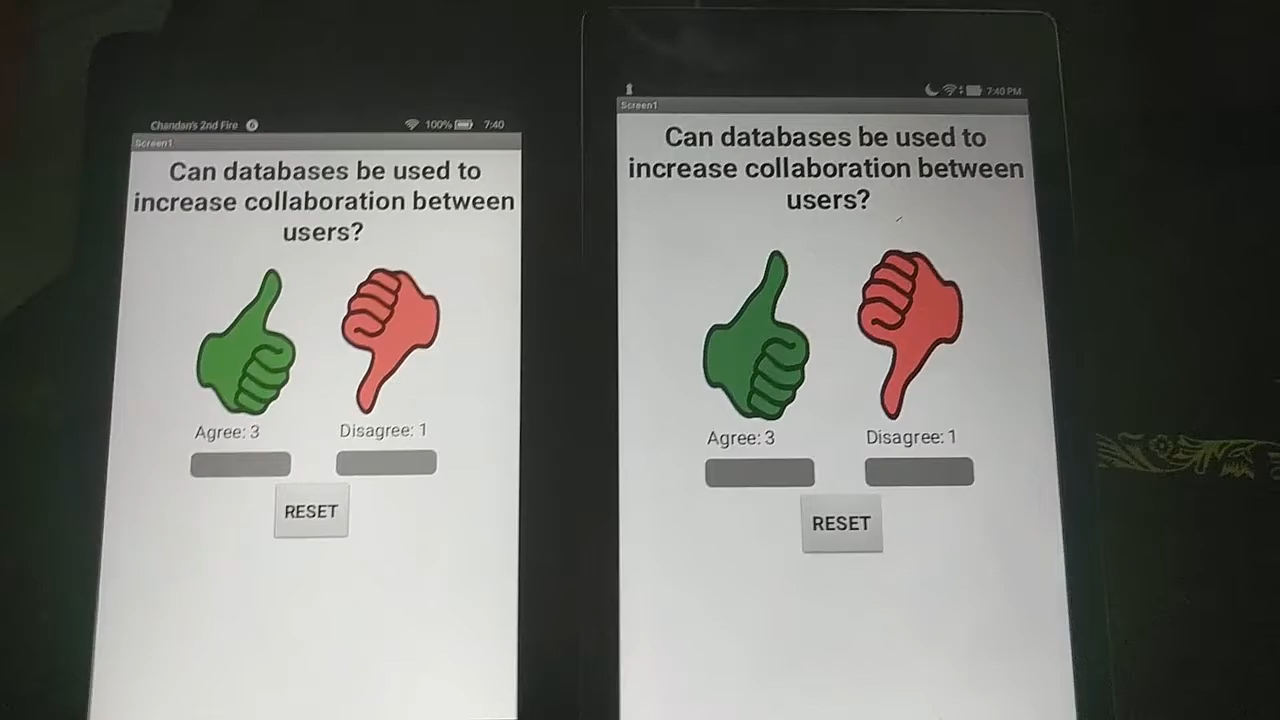 Chandan's 2nd Fire 6 100% 7:40
Screen1
Can databases be used to
increase collaboration between
users?
Agree: 3 Disagree: 1
RESET
7:40 PM
Screen1
Can databases be used to
increase collaboration between
users?
Agree: 3 Disagree: 1
RESET